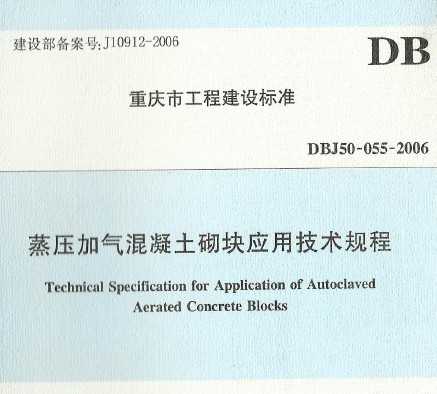 建设部备案号:J10912-2006
DB
重庆市工程建设标准
DBJ50-055-2006
蒸压加气混凝土砌块应用技术规程
Technical Specification for Application of Autoclaved
Aerated Concrete Blocks